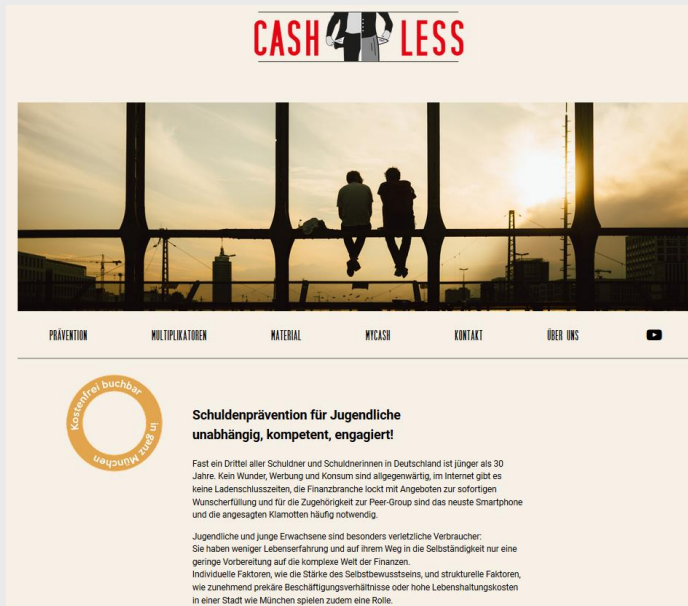 CASH LESS
PRÄVENTION MULTIPLIKATOREN MATERIAL MYCASH KONTAKT ÜBER UNS
Kostenfrei buchbar
in ganz München
Schuldenprävention für Jugendliche
unabhängig, kompetent, engagiert!
Fast ein Drittel aller Schuldner und Schuldnerinnen in Deutschland ist jünger als 30
Jahre. Kein Wunder, Werbung und Konsum sind allgegenwärtig, im Internet gibt es
keine Ladenschlusszeiten, die Finanzbranche lockt mit Angeboten zur sofortigen
Wunscherfüllung und für die Zugehörigkeit zur Peer-Group sind das neuste Smartphone
und die angesagten Klamotten häufig notwendig.
Jugendliche und junge Erwachsene sind besonders verletzliche Verbraucher:
Sie haben weniger Lebenserfahrung und auf ihrem Weg in die Selbständigkeit nur eine
geringe Vorbereitung auf die komplexe Welt der Finanzen.
Individuelle Faktoren, wie die Stärke des Selbstbewusstseins, und strukturelle Faktoren,
wie zunehmend prekäre Beschäftigungsverhältnisse oder hohe Lebenshaltungskosten
in einer Stadt wie München spielen zudem eine Rolle.